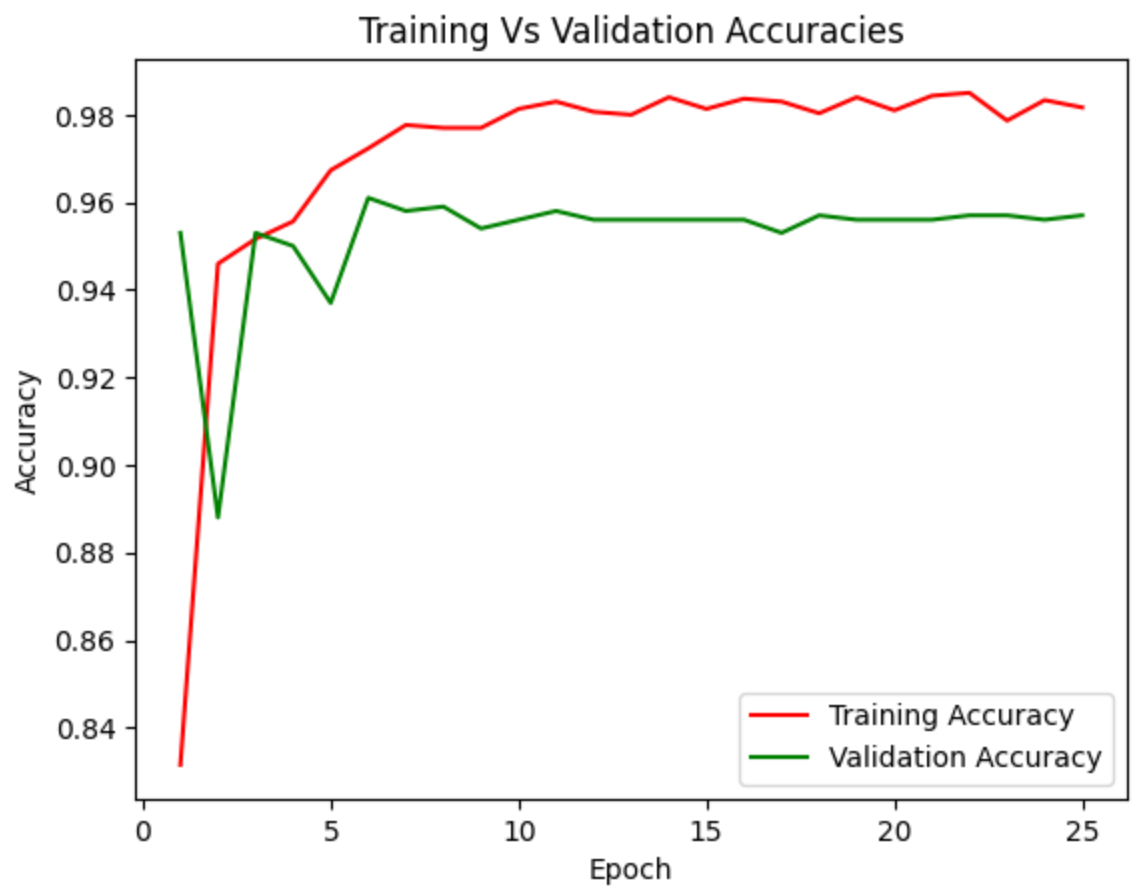 Training Vs Validation Accuracies
0.98
0.96
0.94
0.92
0.90
0.88
0.86
0.84
Accuracy
Training Accuracy
Validation Accuracy
0 5 10 15 20 25
Epoch